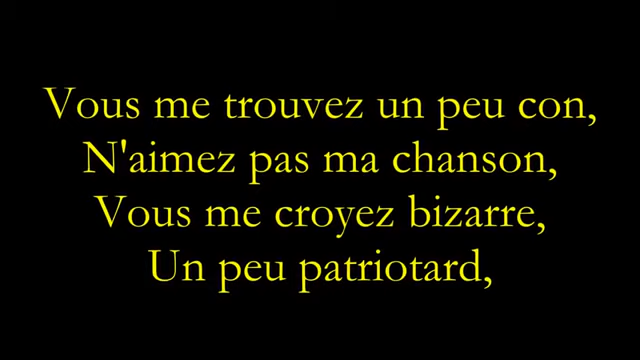 Vous me trouvez un peu con,
N'aimez pas ma chanson,
Vous me croyez bizarre,
Un peu patriotard,